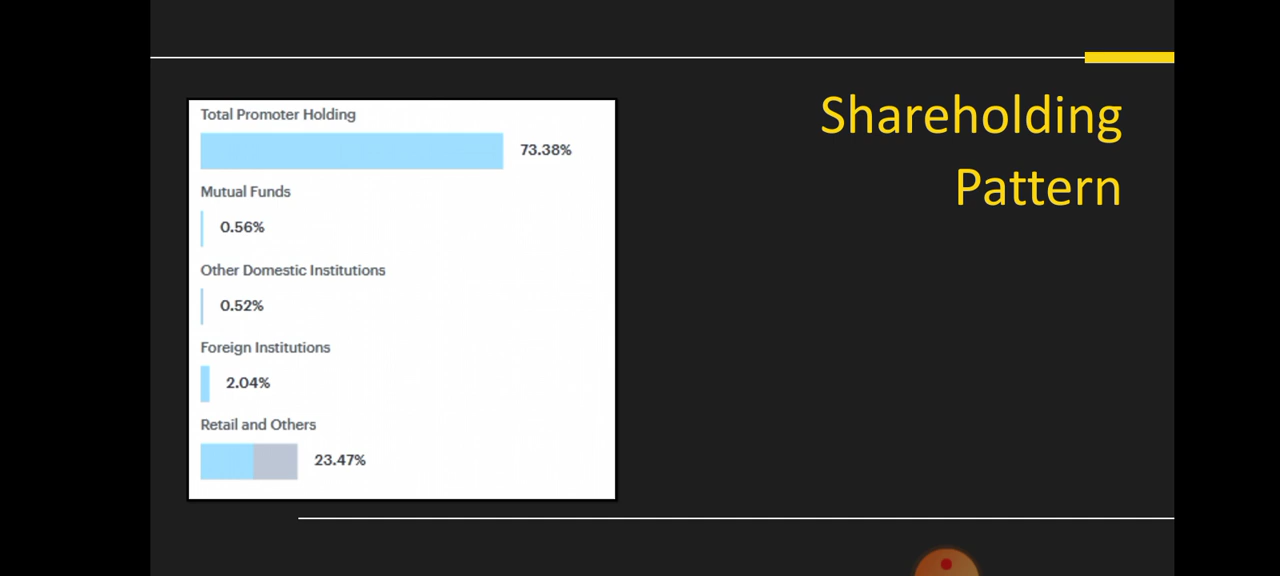 Shareholding
Pattern
Total Promoter Holding
73.38%
Mutual Funds
0.56%
Other Domestic Institutions
0.52%
Foreign Institutions
2.04%
Retail and Others
23.47%